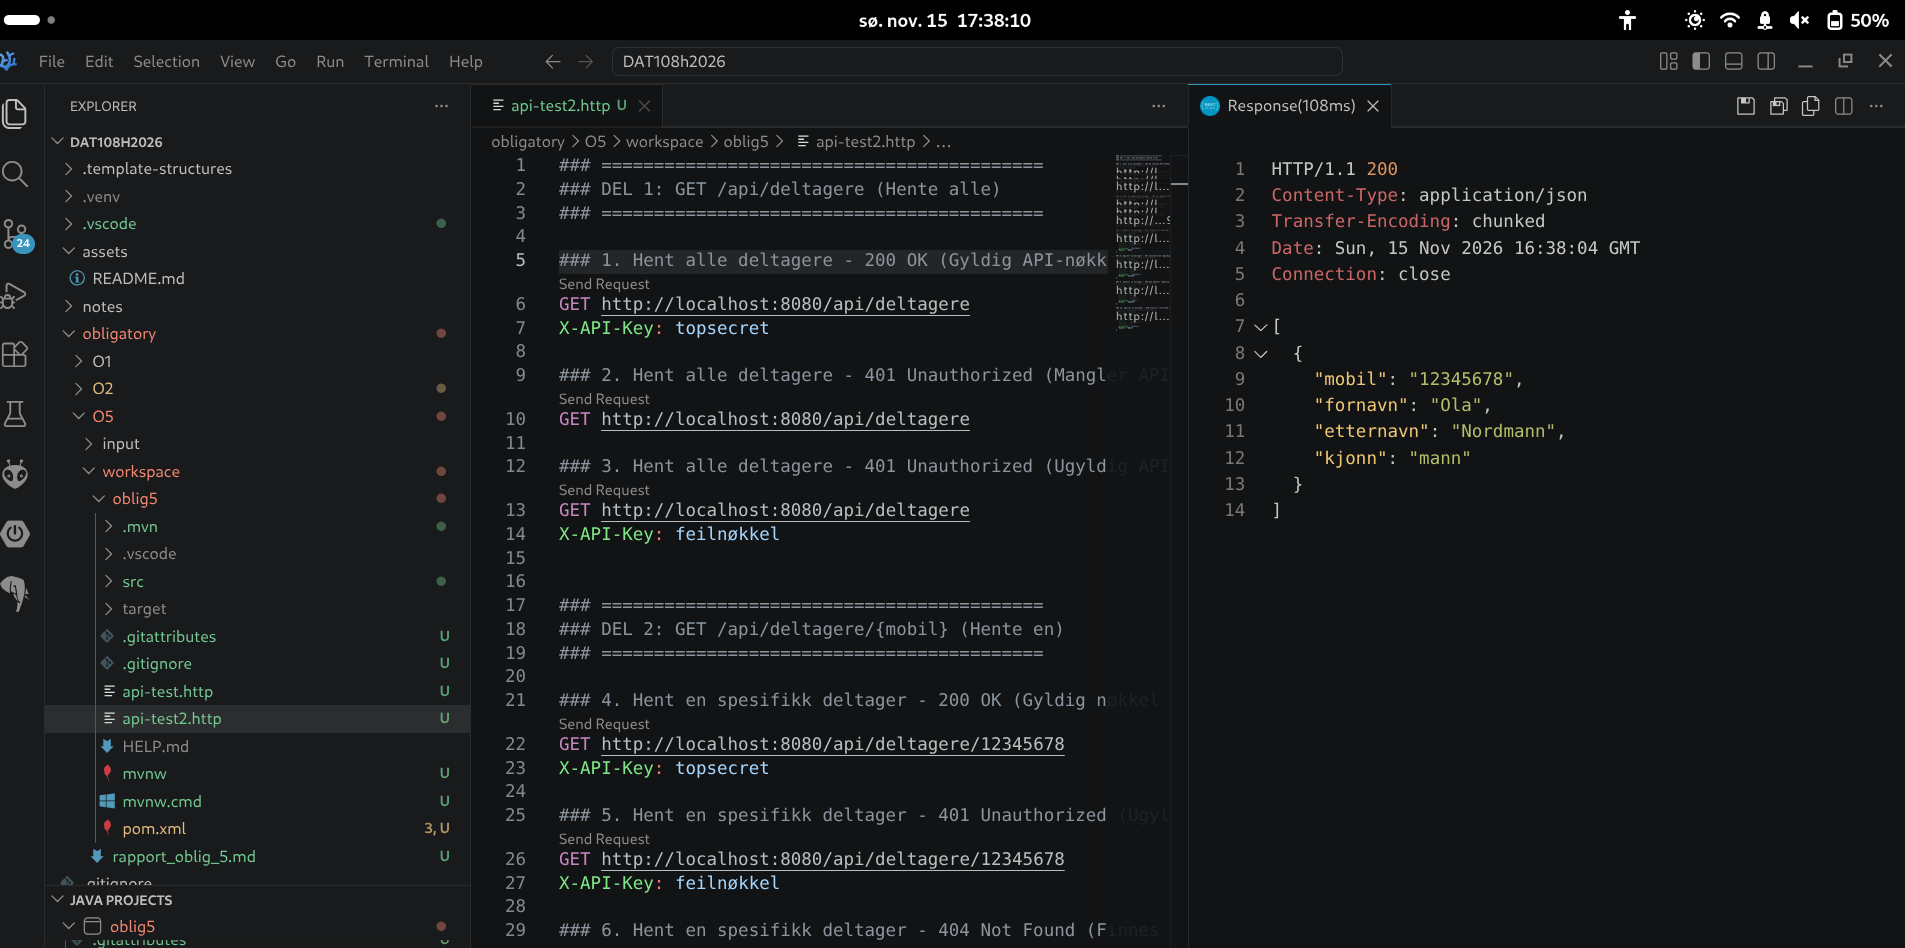 sø. nov. 15 17:38:10
50%
File Edit Selection View Go Run Terminal Help
DAT108h2026
EXPLORER
DAT108H2026
.template-structures
.venv
.vscode
24
assets
README.md
notes
obligatory
O1
O2
O5
input
workspace
oblig5
.mvn
.vscode
src
target
.gitattributes U
.gitignore U
api-test.http U
api-test2.http U
HELP.md
mvnw U
mvnw.cmd U
pom.xml 3, U
rapport_oblig_5.md U
.gitignore
JAVA PROJECTS
oblig5
.gitattributes U
api-test2.http U
obligatory > O5 > workspace > oblig5 > api-test2.http > ...
1 ### ==========================================
2 ### DEL 1: GET /api/deltagere (Hente alle)
3 ### ==========================================
4
5 ### 1. Hent alle deltagere - 200 OK (Gyldig API-nøkk
Send Request
6 GET http://localhost:8080/api/deltagere
7 X-API-Key: topsecret
8
9 ### 2. Hent alle deltagere - 401 Unauthorized (Mangler API
Send Request
10 GET http://localhost:8080/api/deltagere
11
12 ### 3. Hent alle deltagere - 401 Unauthorized (Ugyldig API
Send Request
13 GET http://localhost:8080/api/deltagere
14 X-API-Key: feilnøkkel
15
16
17 ### ==========================================
18 ### DEL 2: GET /api/deltagere/{mobil} (Hente en)
19 ### ==========================================
20
21 ### 4. Hent en spesifikk deltager - 200 OK (Gyldig nøkkel
Send Request
22 GET http://localhost:8080/api/deltagere/12345678
23 X-API-Key: topsecret
24
25 ### 5. Hent en spesifikk deltager - 401 Unauthorized (Ugyl
Send Request
26 GET http://localhost:8080/api/deltagere/12345678
27 X-API-Key: feilnøkkel
28
29 ### 6. Hent en spesifikk deltager - 404 Not Found (Finnes
Response(108ms)
1 HTTP/1.1 200
2 Content-Type: application/json
3 Transfer-Encoding: chunked
4 Date: Sun, 15 Nov 2026 16:38:04 GMT
5 Connection: close
6
7 [
8 {
9 "mobil": "12345678",
10 "fornavn": "Ola",
11 "etternavn": "Nordmann",
12 "kjonn": "mann"
13 }
14 ]